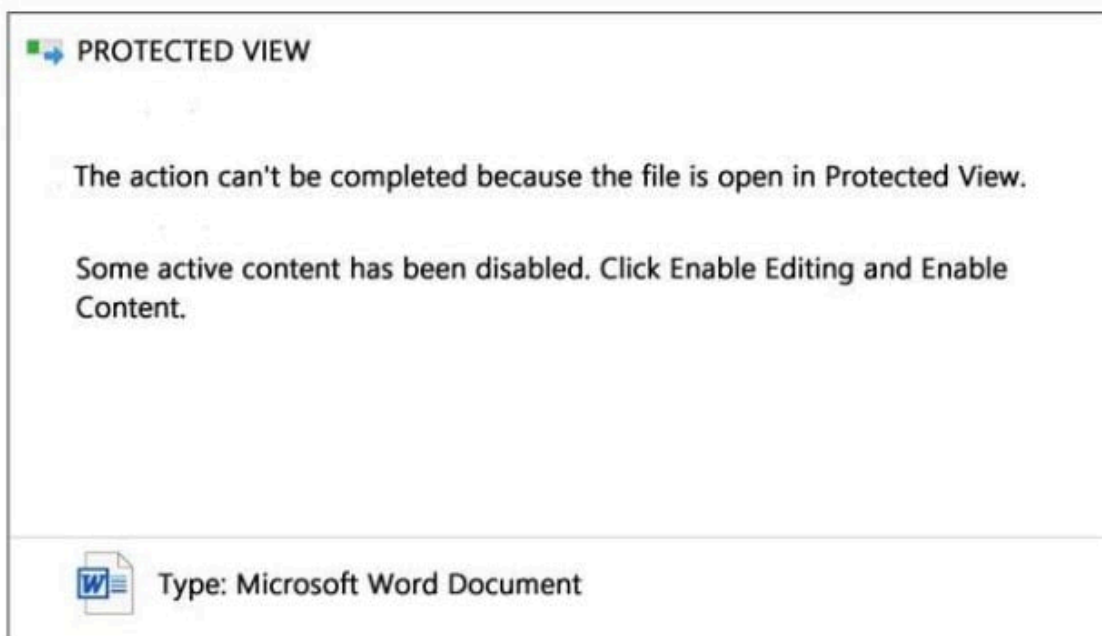 PROTECTED VIEW
The action can't be completed because the file is open in Protected View.
Some active content has been disabled. Click Enable Editing and Enable
Content.
W
Type: Microsoft Word Document